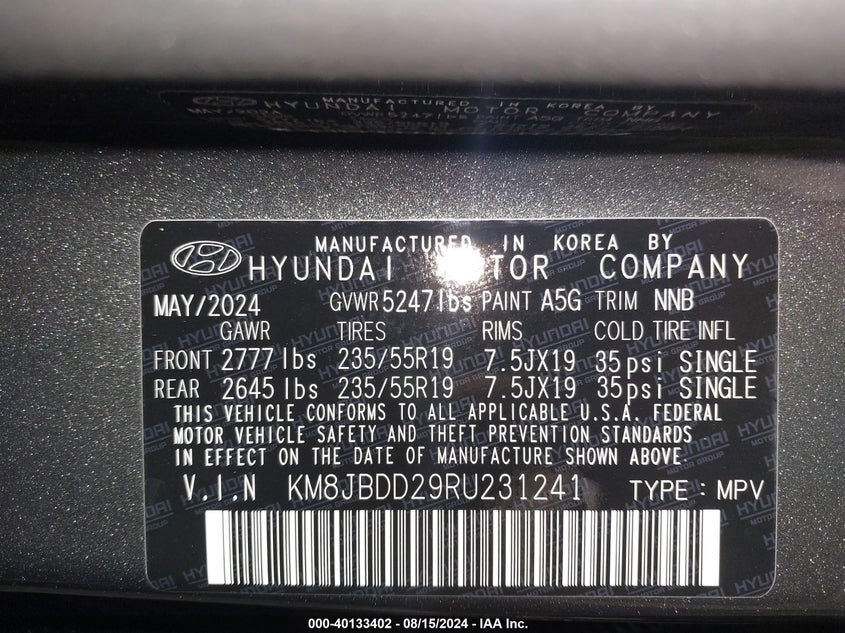 MANUFACTURED IN KOREA BY
HYUNDAI MOTOR COMPANY
MAY/2024 GVWR 5247lbs PAINT A5G TRIM NNB
GAWR TIRES RIMS COLD TIRE INFL
FRONT 2777lbs 235/55R19 7.5JX19 35psi SINGLE
REAR 2645lbs 235/55R19 7.5JX19 35psi SINGLE
THIS VEHICLE CONFORMS TO ALL APPLICABLE U.S.A. FEDERAL
MOTOR VEHICLE SAFETY AND THEFT PREVENTION STANDARDS
IN EFFECT ON THE DATE OF MANUFACTURE SHOWN ABOVE.
V.I.N KM8JBDD29RU231241 TYPE : MPV
000-40133402 - 08/15/2024 - IAA Inc.